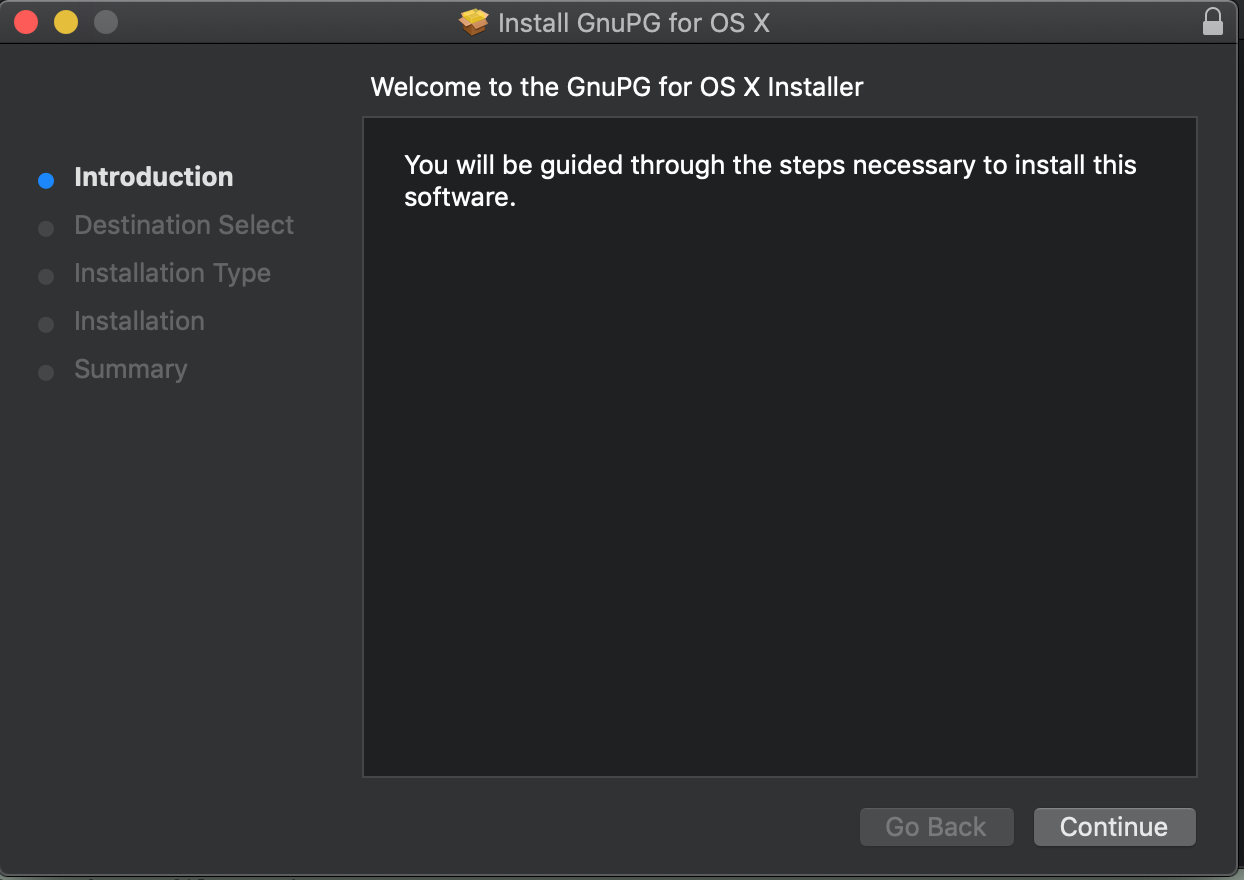 Install GnuPG for OS X
Welcome to the GnuPG for OS X Installer
Introduction
Destination Select
Installation Type
Installation
Summary
You will be guided through the steps necessary to install this
software.
Go Back
Continue